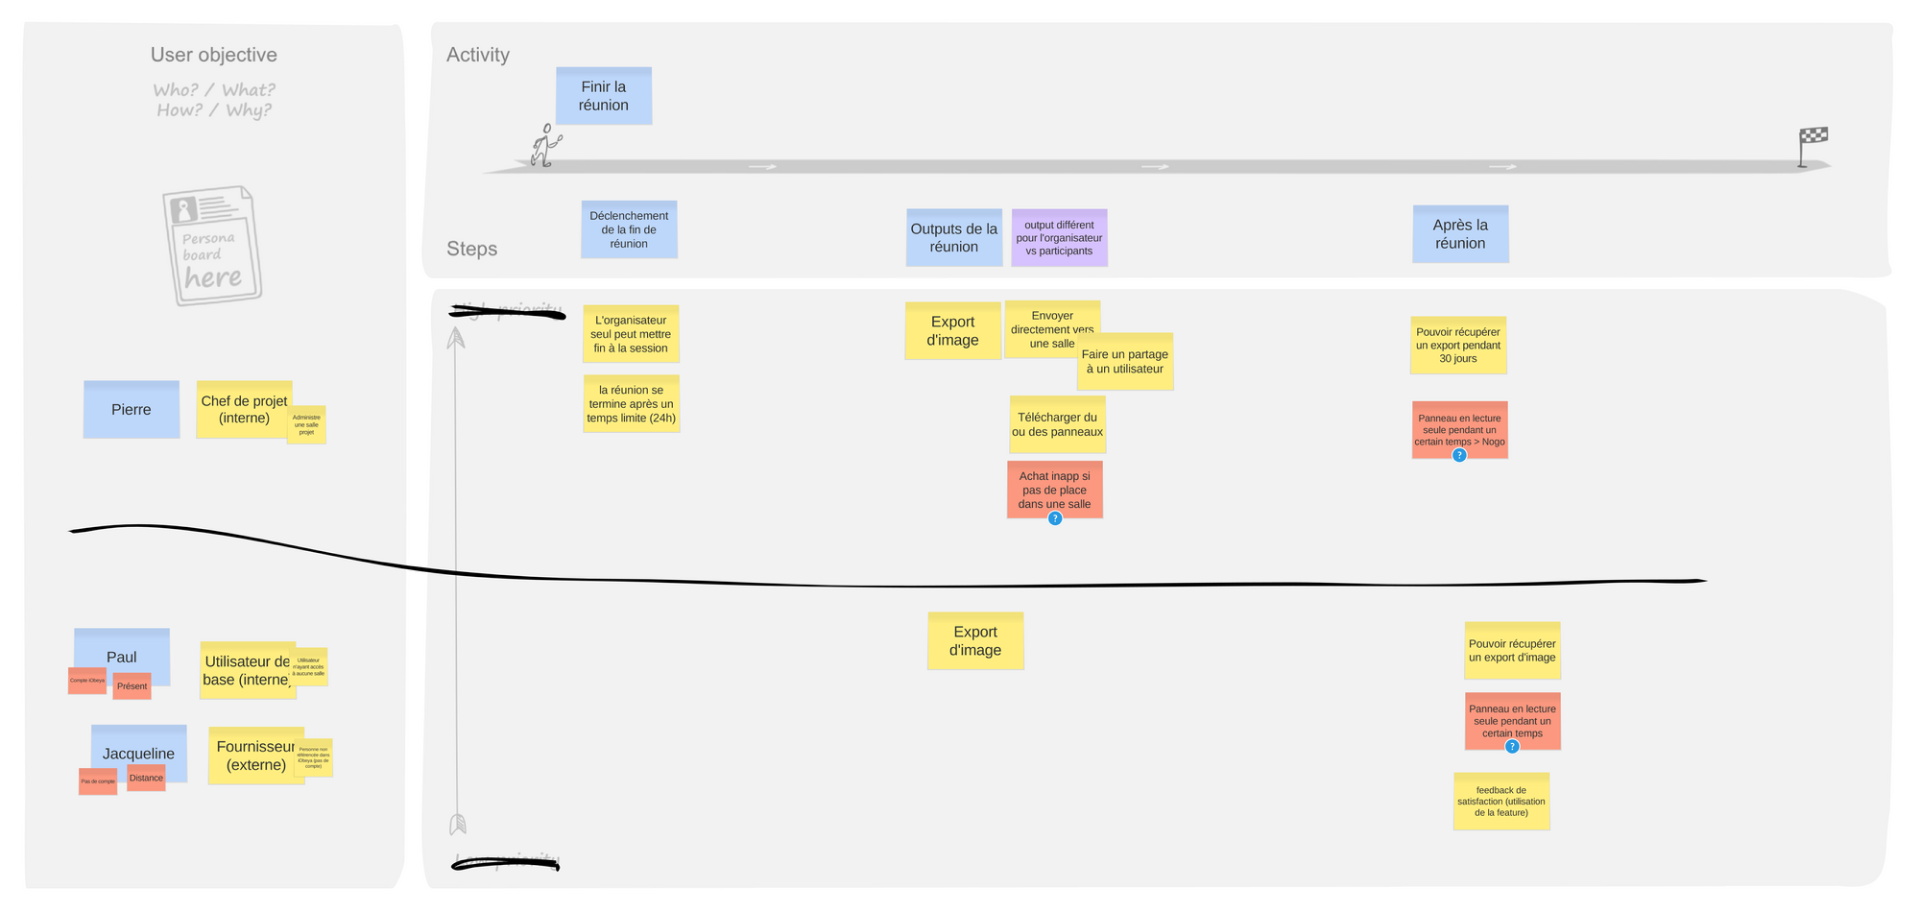 User objective
Who? / What?
How? / Why?
Persona
board
here
Pierre
Chef de projet
(interne)
Administre
une salle
projet
Paul
Compte iObeya
Présent
Utilisateur de
base (interne)
Utilisateur
n'ayant accès
à aucune salle
Jacqueline
Pas de compte
Distance
Fournisseur
(externe)
Personne non
référencée dans
iObeya (pas de
compte)
Activity
Finir la
réunion
Steps
Déclenchement
de la fin de
réunion
Outputs de la
réunion
output différent
pour l'organisateur
vs participants
Après la
réunion
High priority
L'organisateur
seul peut mettre
fin à la session
la réunion se
termine après un
temps limite (24h)
Export
d'image
Envoyer
directement vers
une salle
Faire un partage
à un utilisateur
Télécharger du
ou des panneaux
Achat inapp si
pas de place
dans une salle
?
Pouvoir récupérer
un export pendant
30 jours
Panneau en lecture
seule pendant un
certain temps > Nogo
?
Export
d'image
Pouvoir récupérer
un export d'image
Panneau en lecture
seule pendant un
certain temps
?
feedback de
satisfaction (utilisation
de la feature)
Low priority